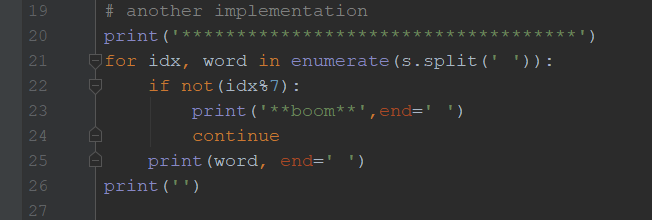 19 # another implementation
20 print('************************************')
21 for idx, word in enumerate(s.split(' ')):
22     if not(idx%7):
23         print('**boom**',end=' ')
24         continue
25     print(word, end=' ')
26 print('')
27